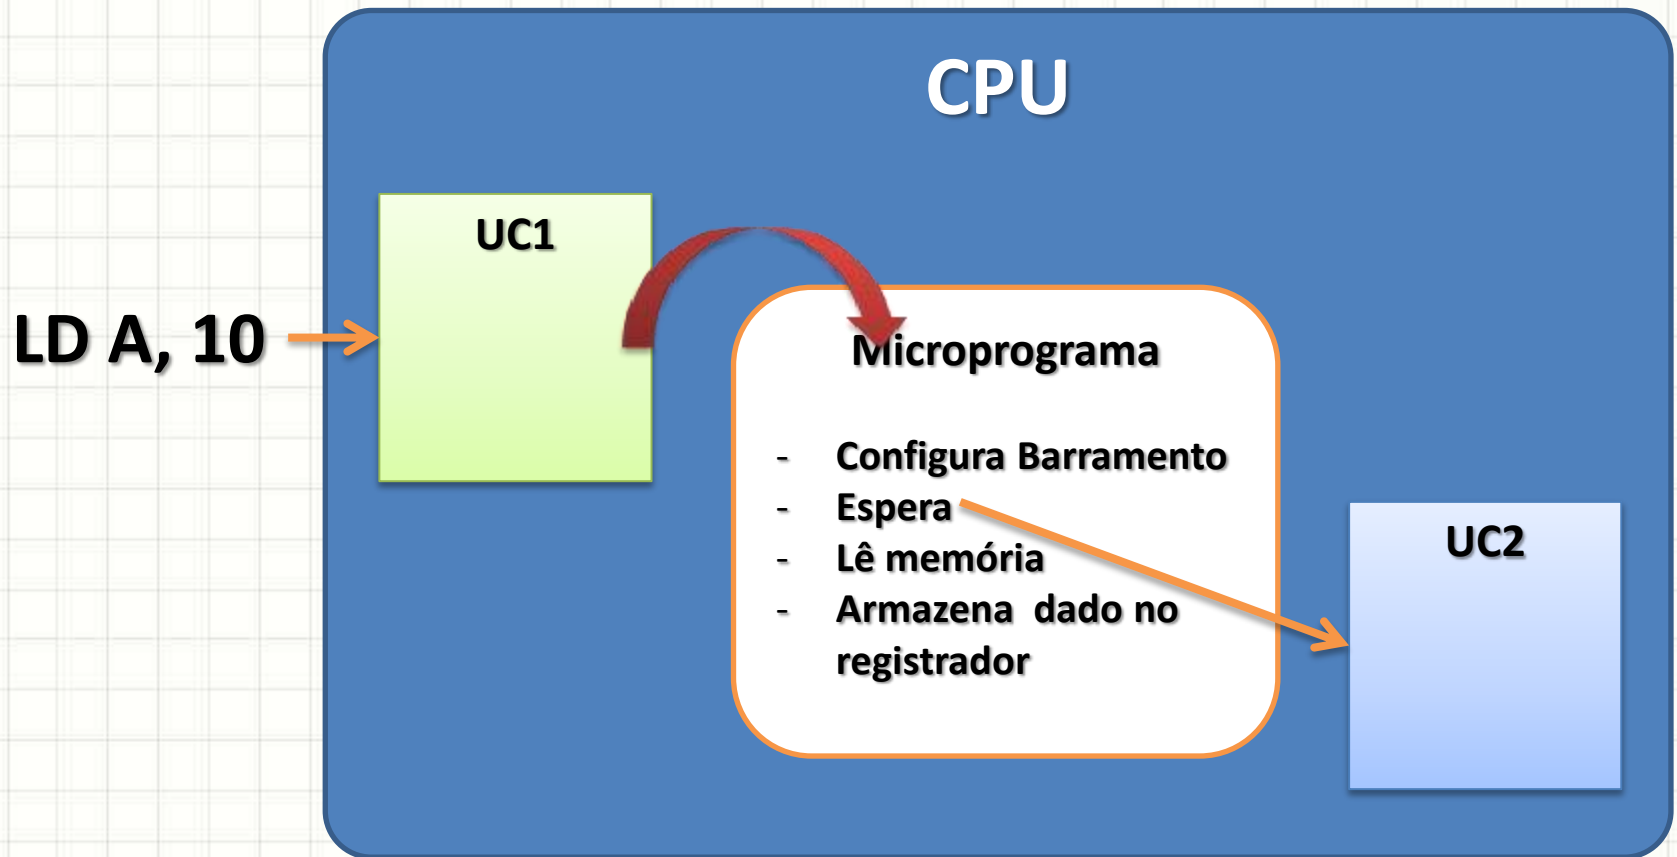 CPU
UC1
LD A, 10
Microprograma
- Configura Barramento
- Espera
- Lê memória
- Armazena dado no
registrador
UC2